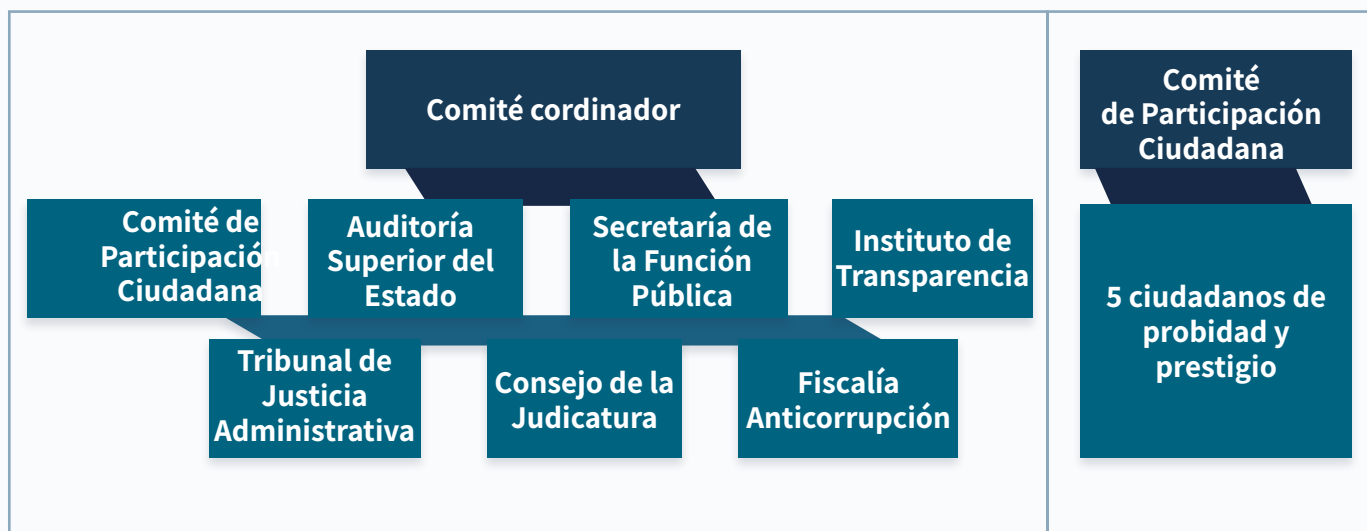 Comité cordinador
Comité de
Participación
Ciudadana
Auditoría
Superior del
Estado
Secretaría de
la Función
Pública
Instituto de
Transparencia
Tribunal de
Justicia
Administrativa
Consejo de la
Judicatura
Fiscalía
Anticorrupción
Comité
de Participación
Ciudadana
5 ciudadanos de
probidad y
prestigio